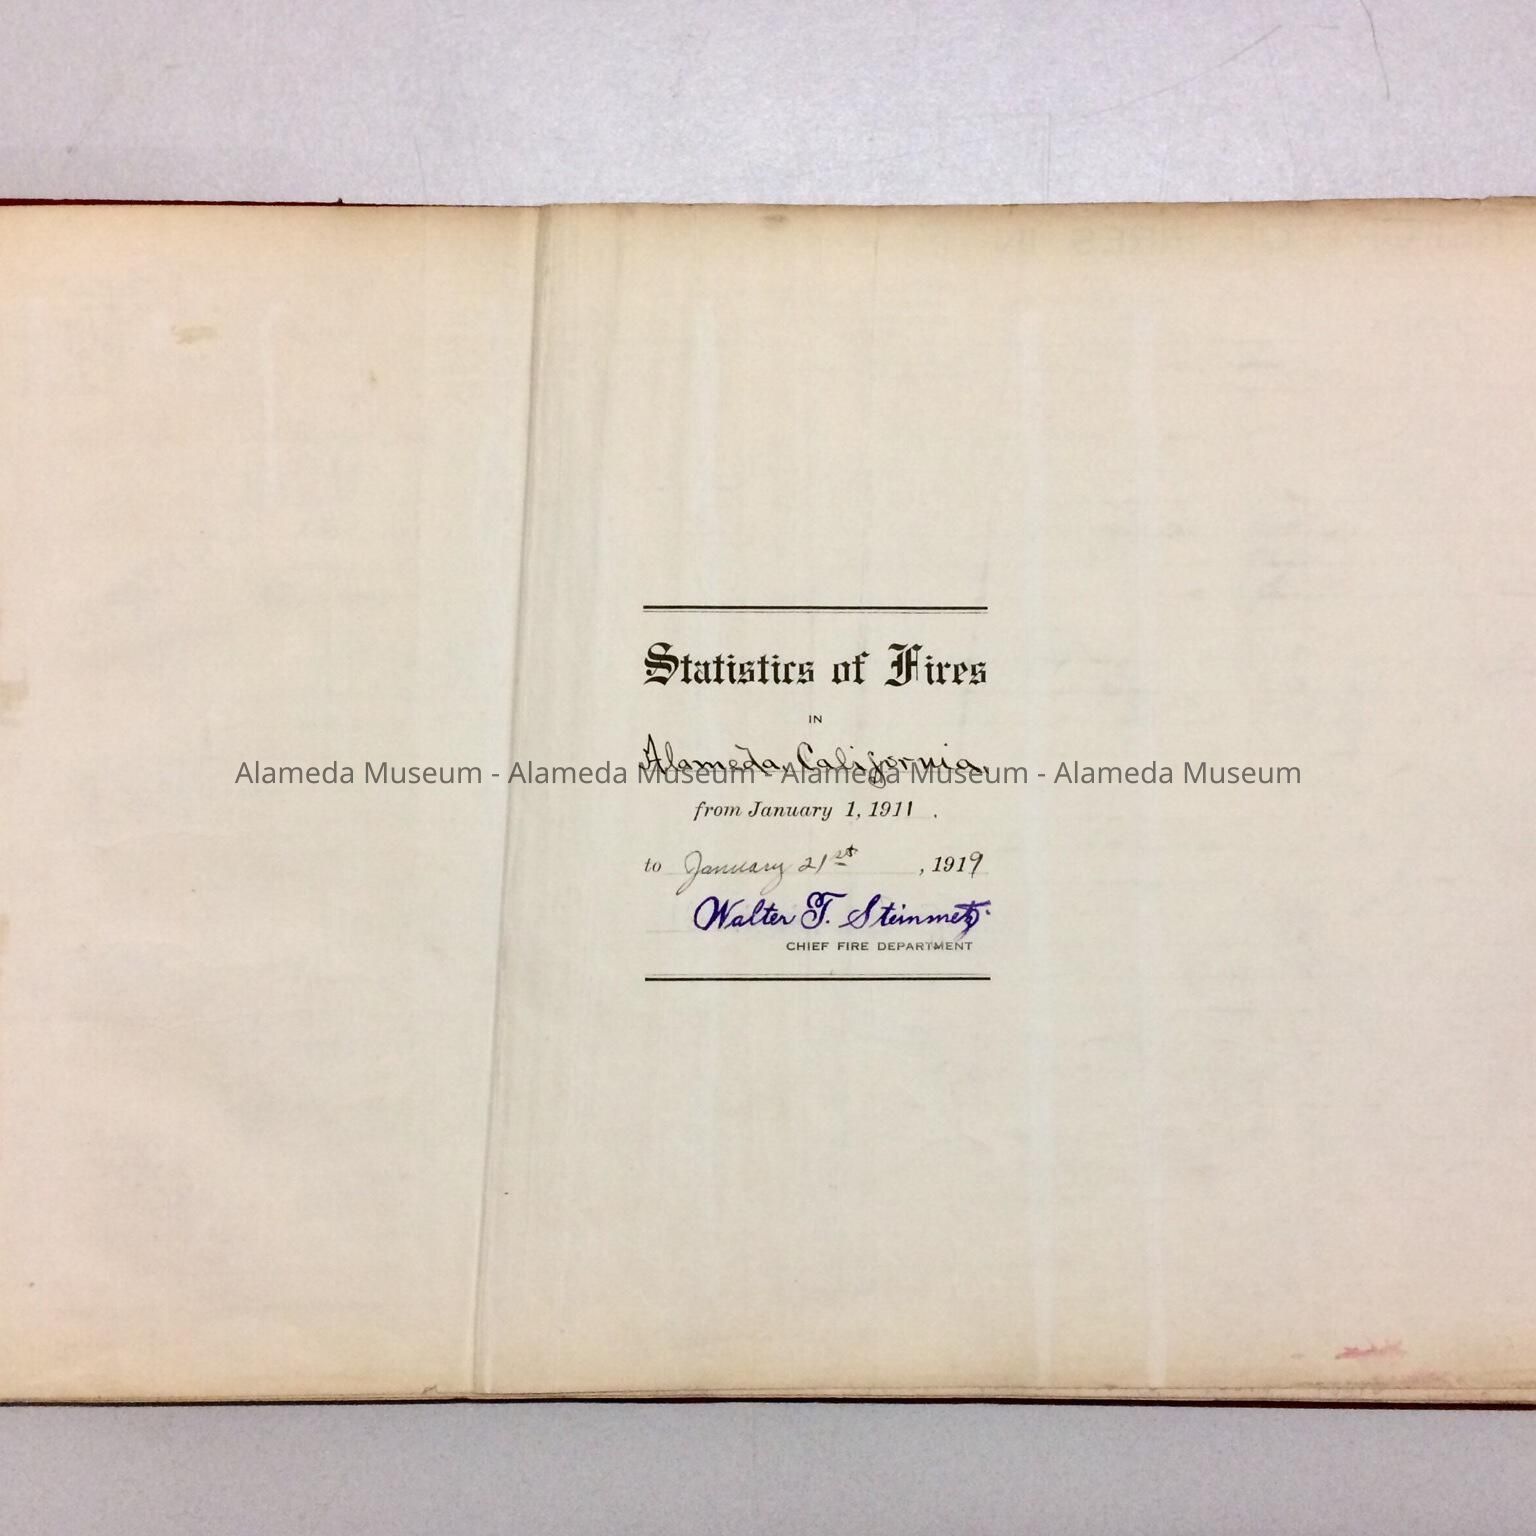 Statistics of Fires
IN
Alameda, California.
Alameda Museum - Alameda Museum - Alameda Museum - Alameda Museum
from January 1, 1911 .
to January 21st , 1919
Walter T. Steinmetz
CHIEF FIRE DEPARTMENT